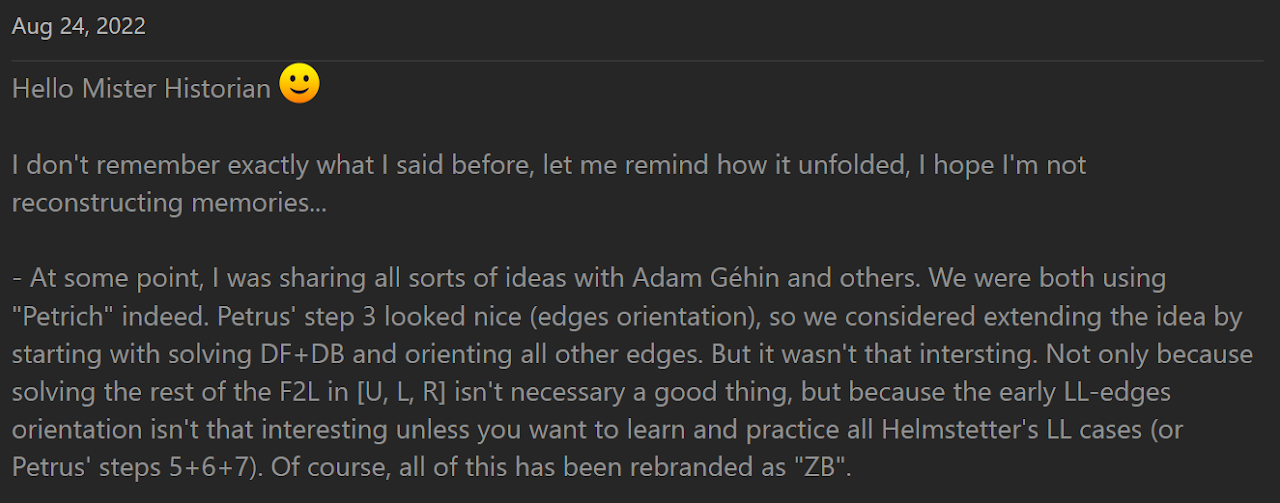 Aug 24, 2022
Hello Mister Historian 🙂
I don't remember exactly what I said before, let me remind how it unfolded, I hope I'm not
reconstructing memories...
- At some point, I was sharing all sorts of ideas with Adam Géhin and others. We were both using
"Petrich" indeed. Petrus' step 3 looked nice (edges orientation), so we considered extending the idea by
starting with solving DF+DB and orienting all other edges. But it wasn't that intersting. Not only because
solving the rest of the F2L in [U, L, R] isn't necessary a good thing, but because the early LL-edges
orientation isn't that interesting unless you want to learn and practice all Helmstetter's LL cases (or
Petrus' steps 5+6+7). Of course, all of this has been rebranded as "ZB".